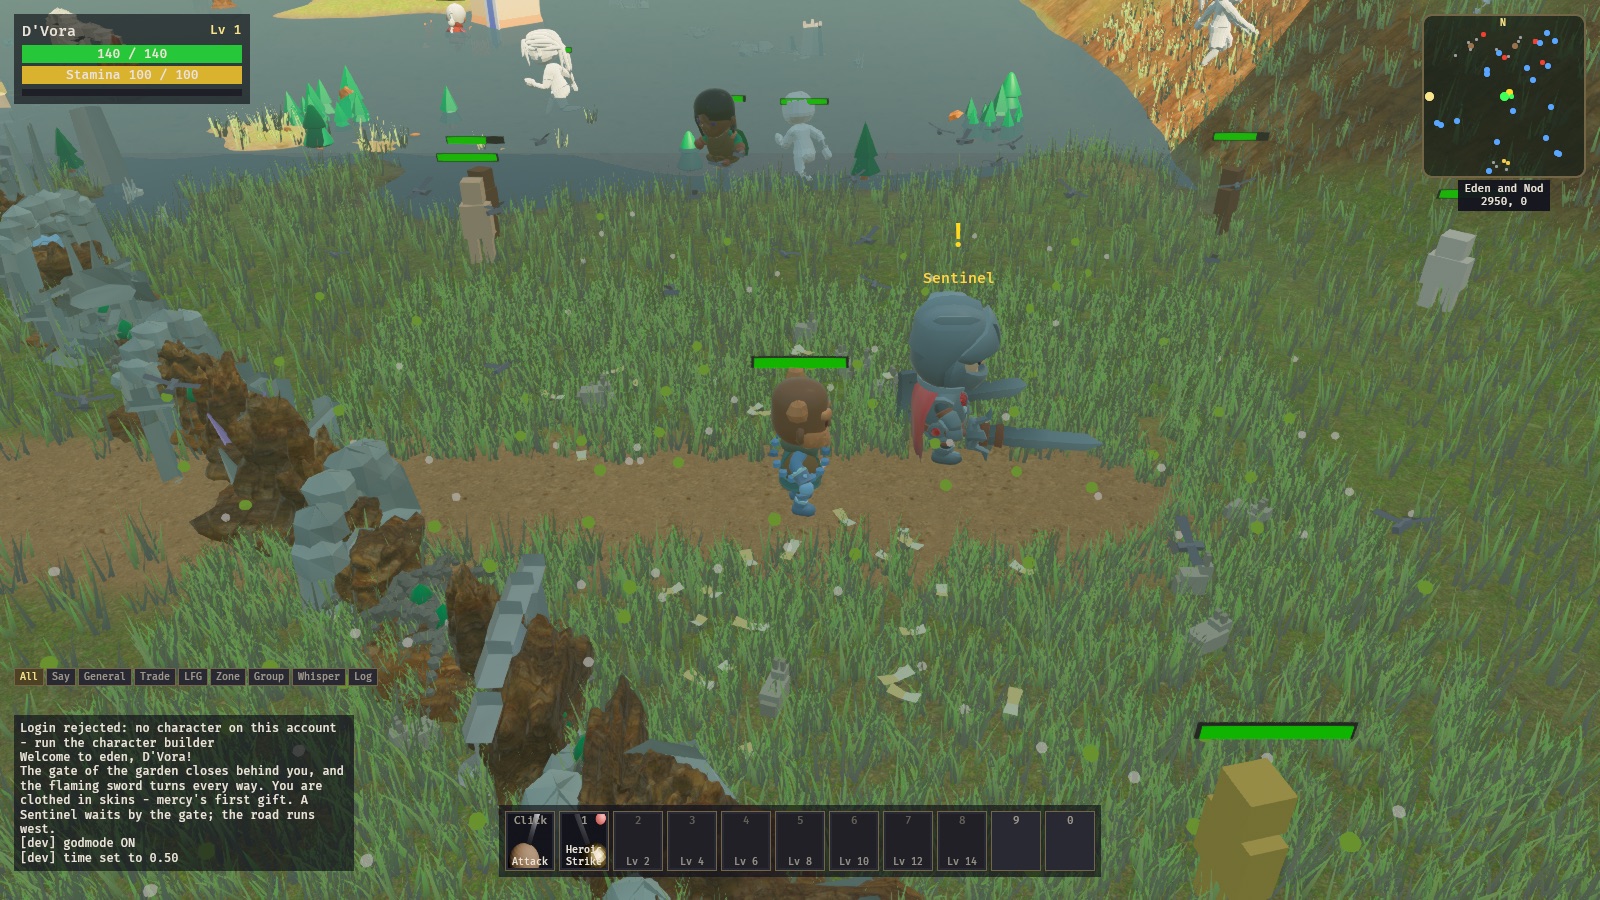 D'Vora
Lv 1
140 / 140
Stamina 100 / 100
N
Eden and Nod
2950, 0
!
Sentinel
All Say General Trade LFG Zone Group Whisper Log
Login rejected: no character on this account
- run the character builder
Welcome to eden, D'Vora!
The gate of the garden closes behind you, and
the flaming sword turns every way. You are
clothed in skins - mercy's first gift. A
Sentinel waits by the gate; the road runs
west.
[dev] godmode ON
[dev] time set to 0.50
Click 1 2 3 4 5 6 7 8 9 0
Attack Heroic Strike Lv 2 Lv 4 Lv 6 Lv 8 Lv 10 Lv 12 Lv 14